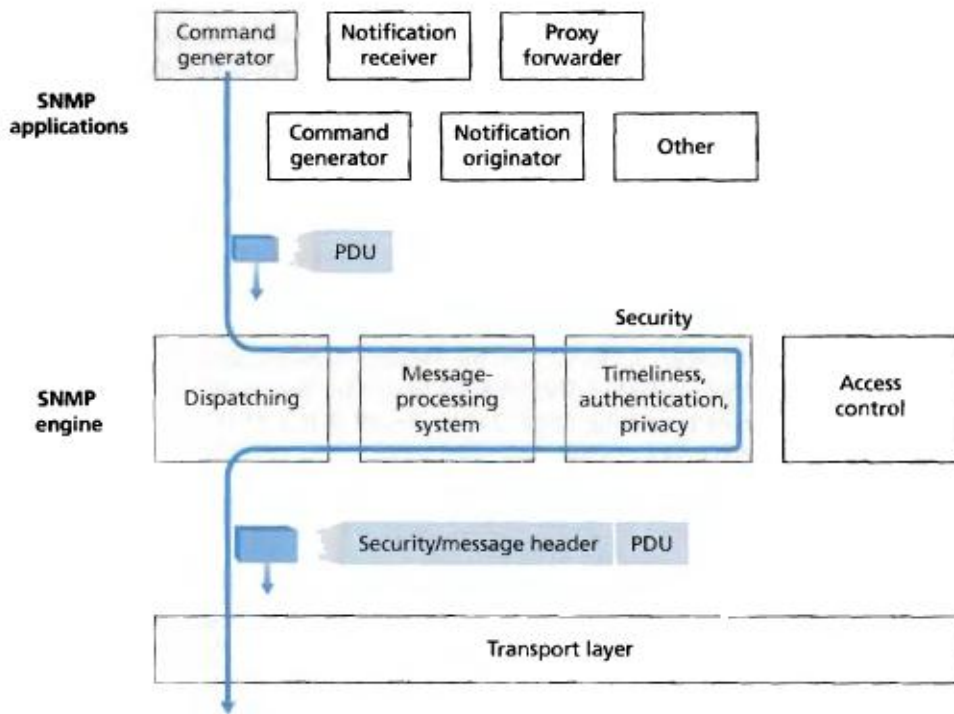 Command
generator
Notification
receiver
Proxy
forwarder
SNMP
applications
Command
generator
Notification
originator
Other
PDU
Security
SNMP
engine
Dispatching
Message-
processing
system
Timeliness,
authentication,
privacy
Access
control
Security/message header PDU
Transport layer